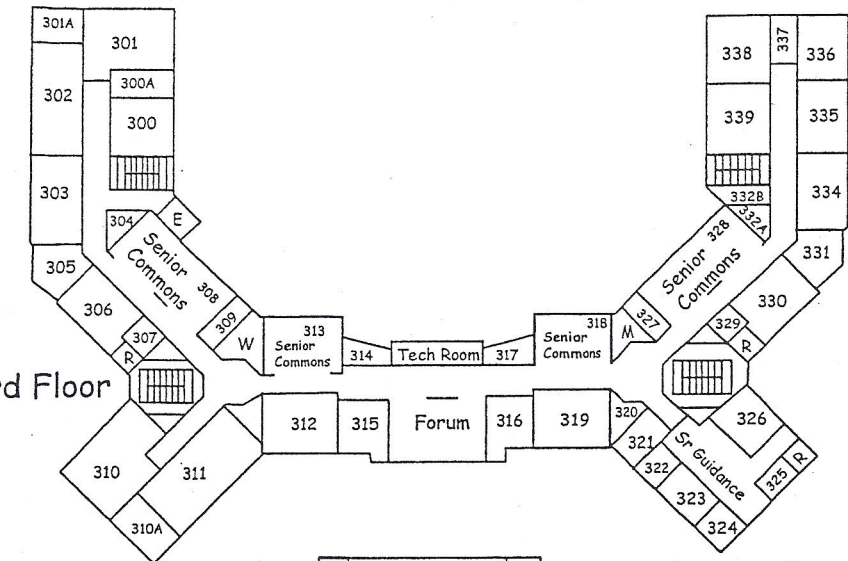 301A
301
302
300A
300
303
304
E
305
Senior
Commons
308
306
309
307
R
W
313
Senior
Commons
314
Tech Room
317
318
Senior
Commons
M
327
Senior
Commons
328
337
338
336
339
335
332B
332A
334
331
330
329
R
rd Floor
310
311
310A
312
315
Forum
316
319
320
321
322
323
324
Sr Guidance
326
325
R